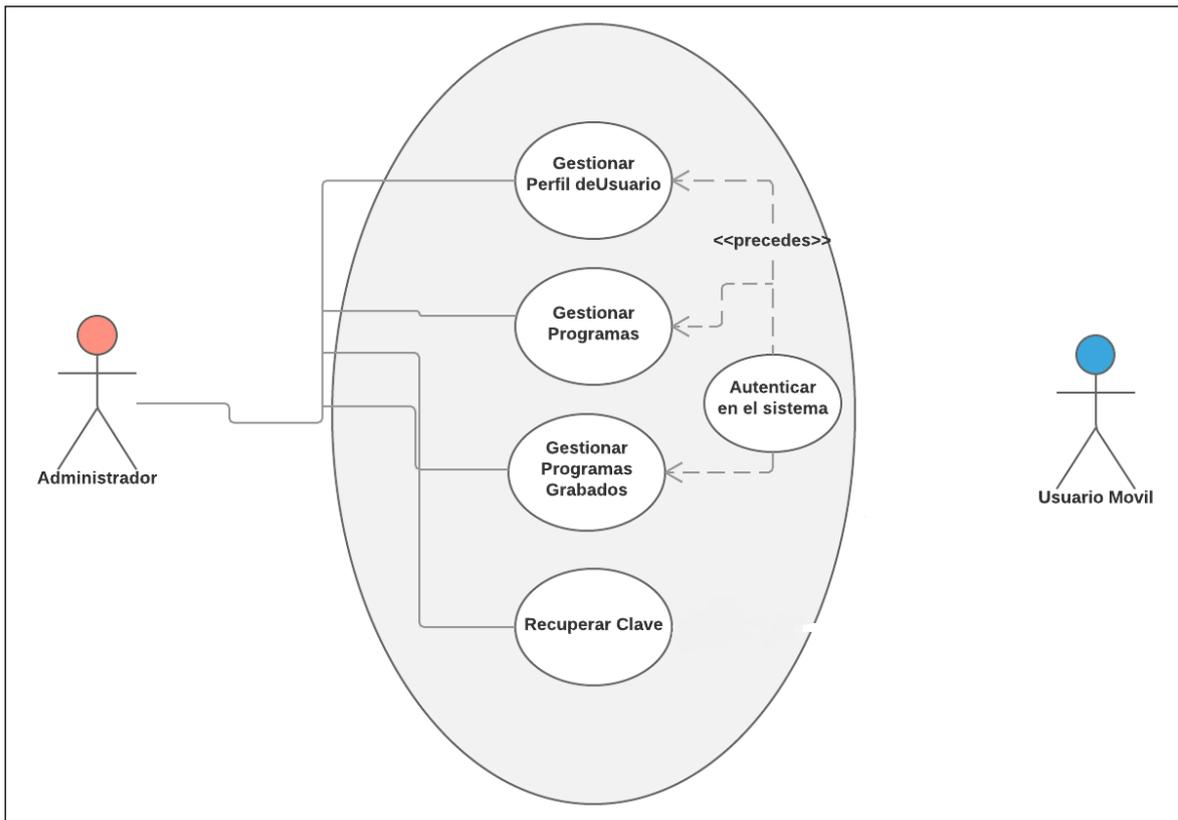 Gestionar
Perfil deUsuario
<<precedes>>
Gestionar
Programas
Autenticar
en el sistema
Gestionar
Programas
Grabados
Administrador
Usuario Movil
Recuperar Clave